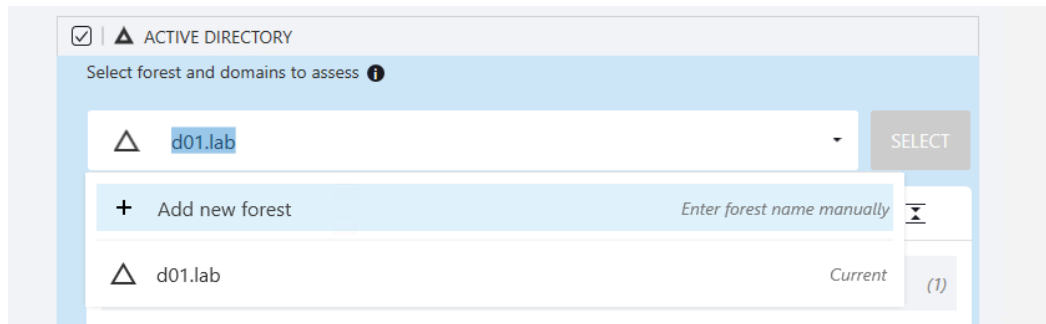 ACTIVE DIRECTORY
Select forest and domains to assess
d01.lab
SELECT
+ Add new forest Enter forest name manually
d01.lab Current
(1)